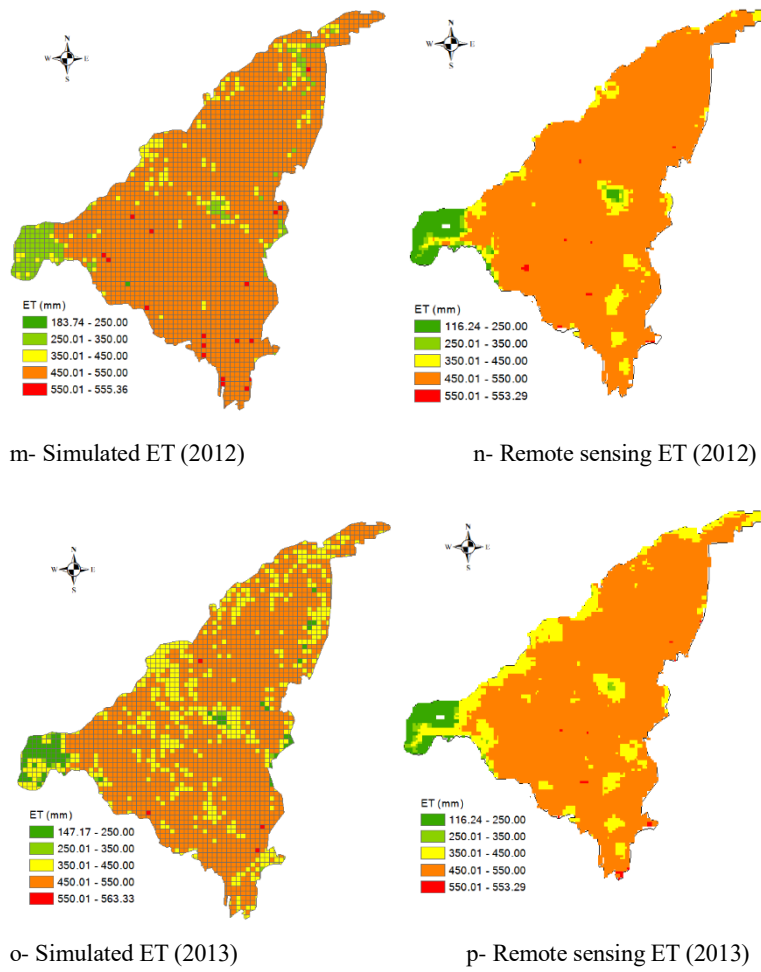 N
W E
S
ET (mm)
183.74 - 250.00
250.01 - 350.00
350.01 - 450.00
450.01 - 550.00
550.01 - 555.36
m- Simulated ET (2012)
N
W E
S
ET (mm)
116.24 - 250.00
250.01 - 350.00
350.01 - 450.00
450.01 - 550.00
550.01 - 553.29
n- Remote sensing ET (2012)
N
W E
S
ET (mm)
147.17 - 250.00
250.01 - 350.00
350.01 - 450.00
450.01 - 550.00
550.01 - 563.33
o- Simulated ET (2013)
N
W E
S
ET (mm)
116.24 - 250.00
250.01 - 350.00
350.01 - 450.00
450.01 - 550.00
550.01 - 553.29
p- Remote sensing ET (2013)